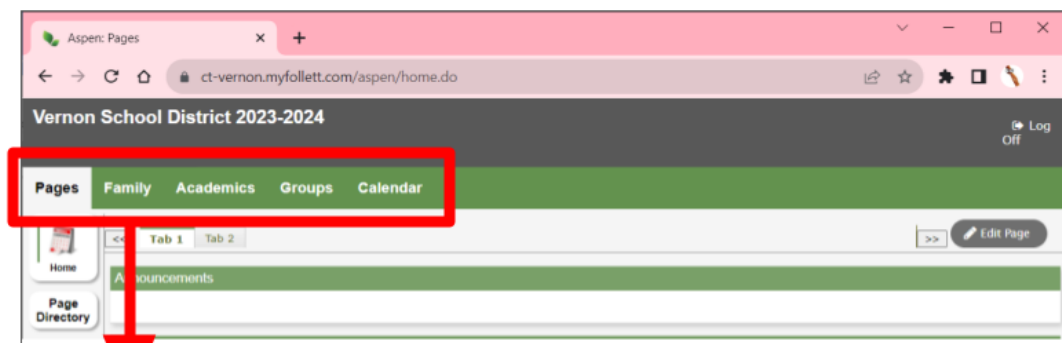 Aspen: Pages
ct-vernon.myfollett.com/aspen/home.do
Vernon School District 2023-2024
Log
Off
Pages Family Academics Groups Calendar
<< Tab 1 Tab 2 >> Edit Page
Home
Announcements
Page
Directory